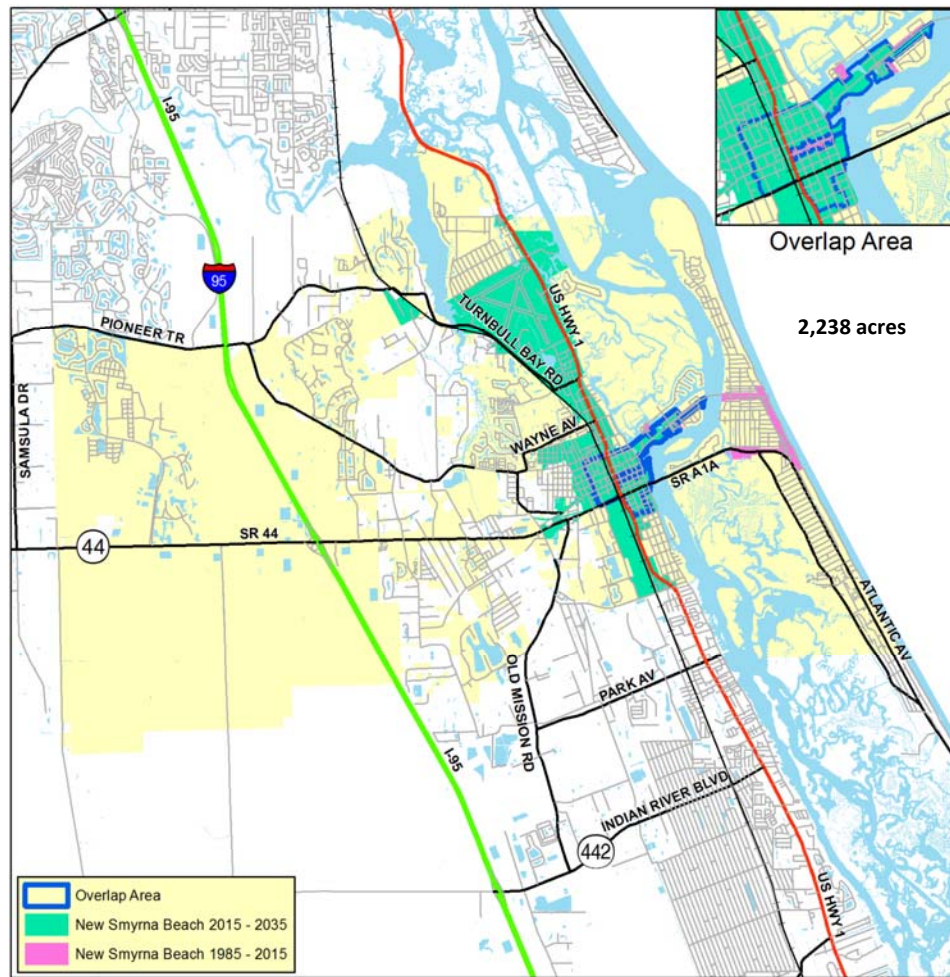 I-95
95
PIONEER TR
SAMSULA DR
TURNBULL BAY RD
US HWY 1
WAYNE AV
SR A1A
44
SR 44
ATLANTIC AV
OLD MISSION RD
PARK AV
I-95
INDIAN RIVER BLVD
442
US HWY 1
Overlap Area
2,238 acres
Overlap Area
New Smyrna Beach 2015 - 2035
New Smyrna Beach 1985 - 2015